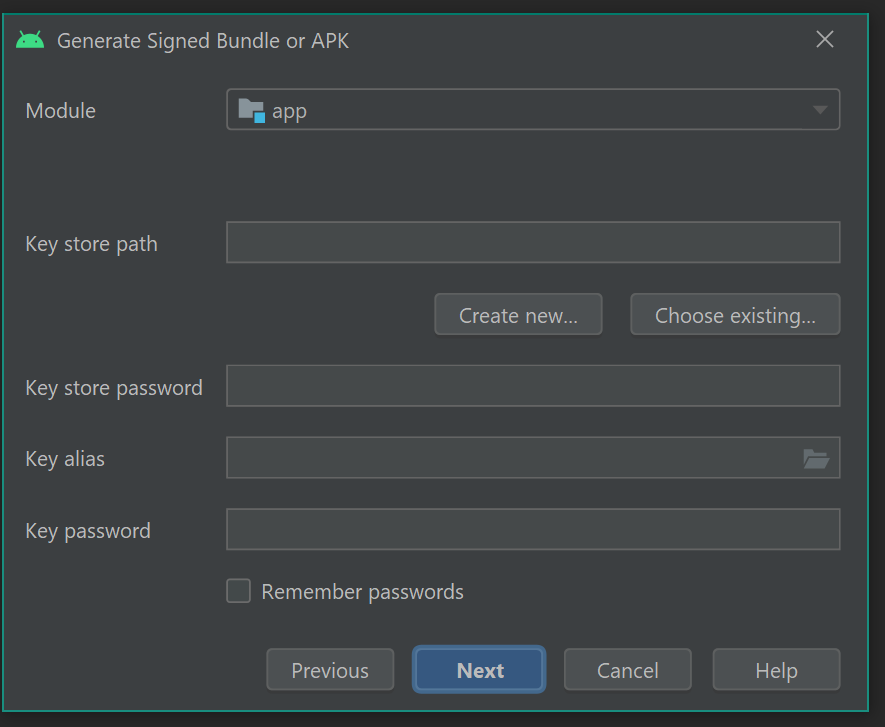 Generate Signed Bundle or APK
Module
app
Key store path
Create new...
Choose existing...
Key store password
Key alias
Key password
Remember passwords
Previous
Next
Cancel
Help